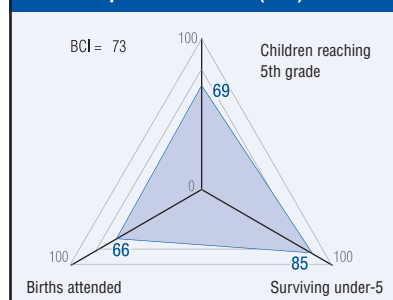 BCI = 73
100
Children reaching
5th grade
69
0
66
100
85
100
Births attended
Surviving under-5